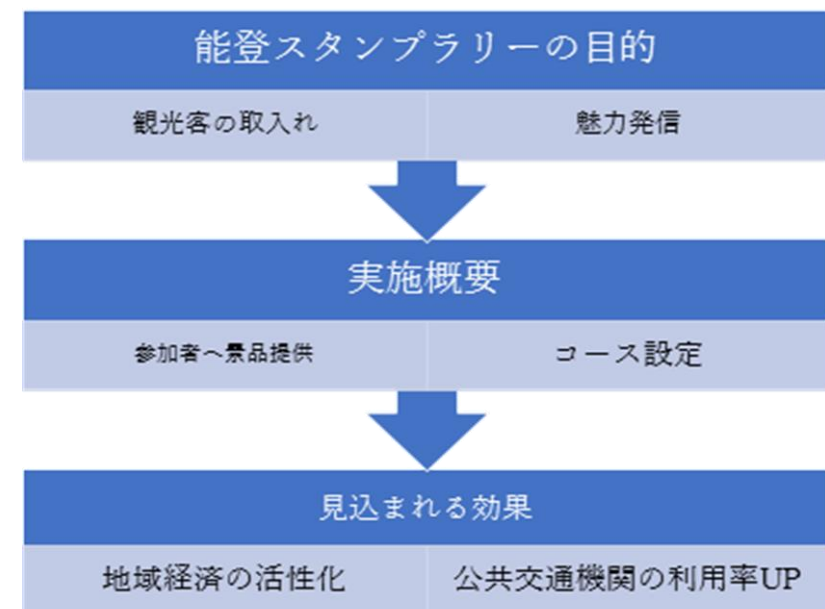 能登スタンプラリーの目的
観光客の取入れ
魅力発信
実施概要
参加者へ景品提供
コース設定
見込まれる効果
地域経済の活性化
公共交通機関の利用率UP